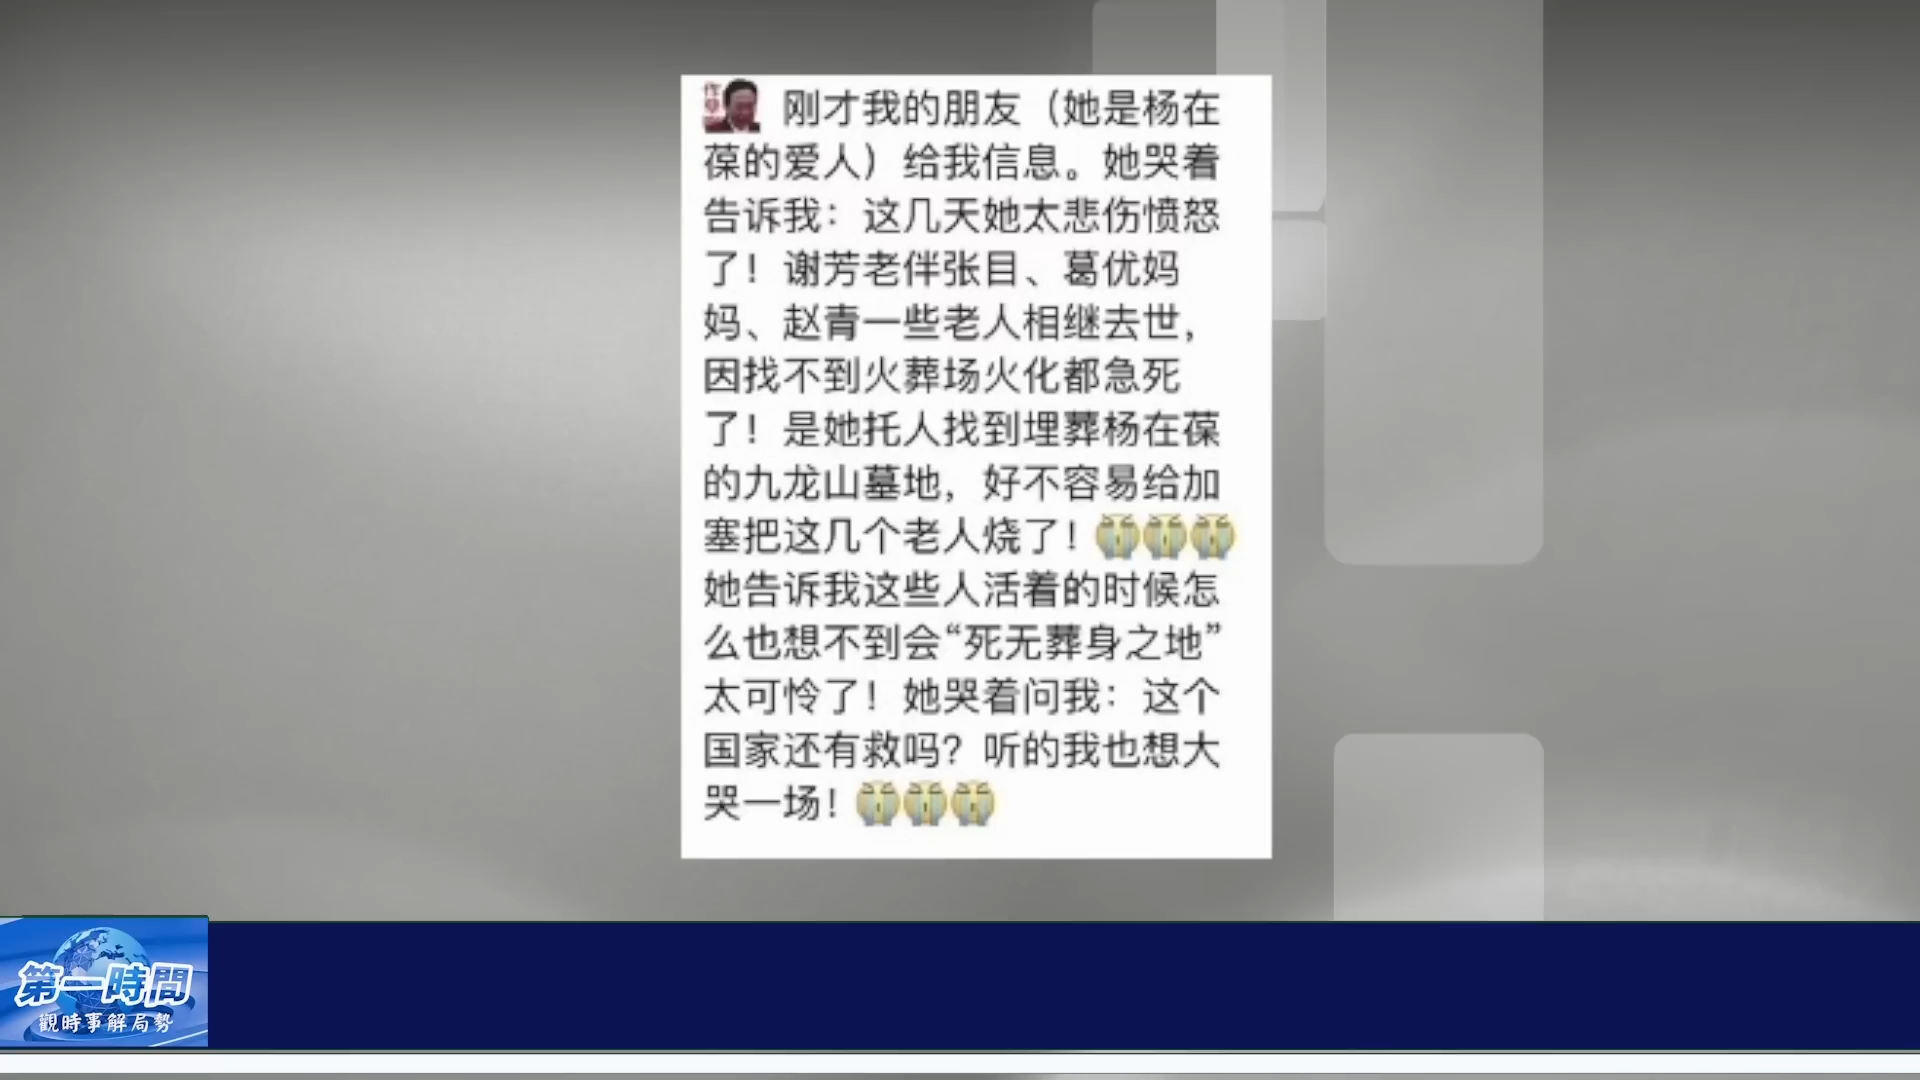 刚才我的朋友（她是杨在
葆的爱人）给我信息。她哭着
告诉我：这几天她太悲伤愤怒
了！谢芳老伴张目、葛优妈
妈、赵青一些老人相继去世，
因找不到火葬场火化都急死
了！是她托人找到埋葬杨在葆
的九龙山墓地，好不容易给加
塞把这几个老人烧了！
她告诉我这些人活着的时候怎
么也想不到会“死无葬身之地”
太可怜了！她哭着问我：这个
国家还有救吗？听的我也想大
哭一场！
第一時間
觀時事解局勢